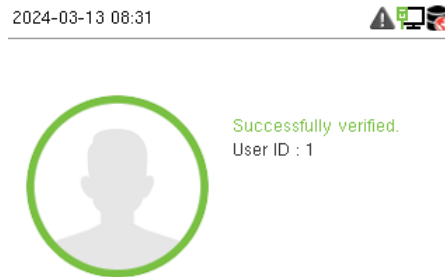 2024-03-13 08:31
Successfully verified.
User ID : 1